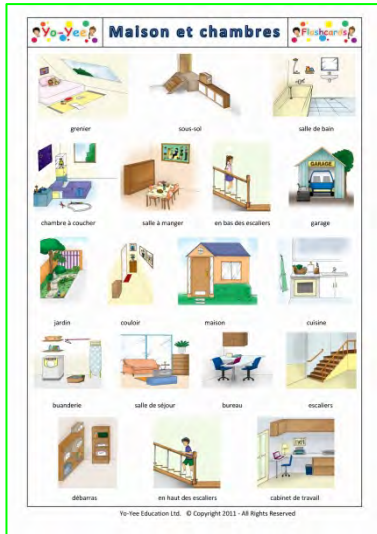 Yo-Yee Maison et chambres Flashcards
grenier sous-sol salle de bain
GARAGE
chambre à coucher salle à manger en bas des escaliers garage
jardin couloir maison cuisine
buanderie salle de séjour bureau escaliers
débarras en haut des escaliers cabinet de travail
Yo-Yee Education Ltd. © Copyright 2011 - All Rights Reserved